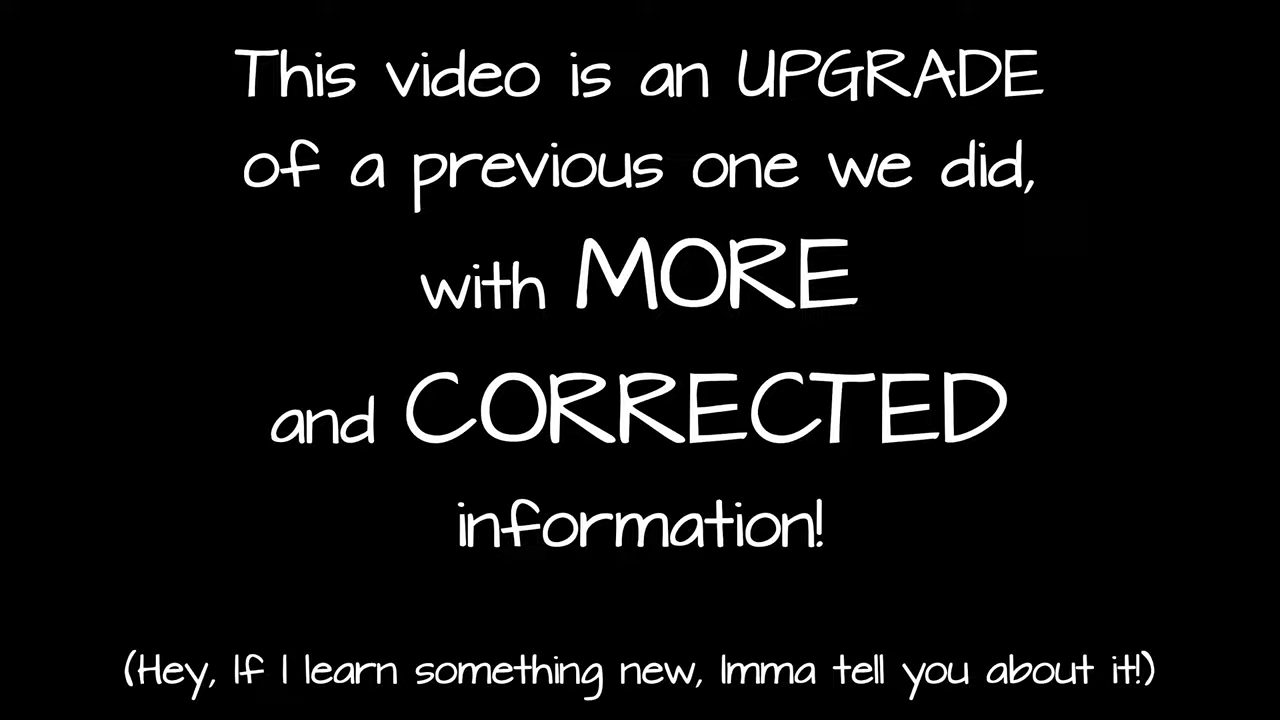 This video is an UPGRADE
of a previous one we did,
with MORE
and CORRECTED
information!
(Hey, If I learn something new, Imma tell you about it!)